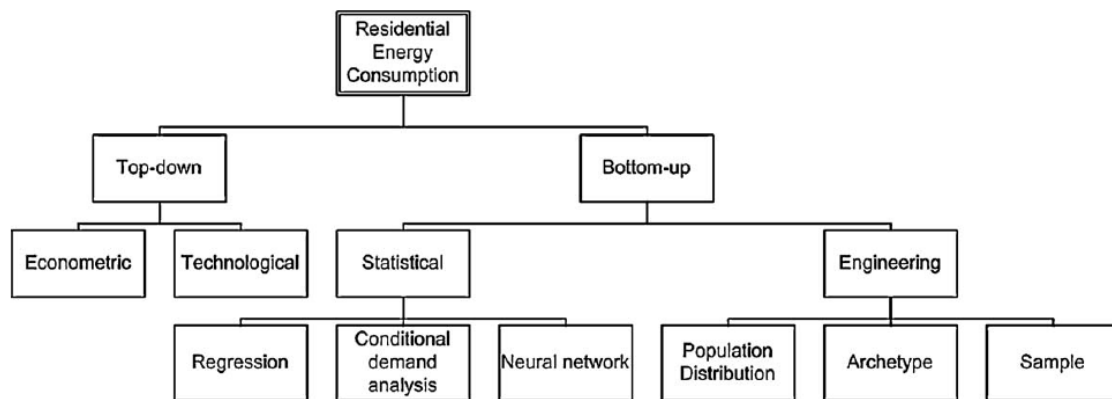 Residential
Energy
Consumption
Top-down
Bottom-up
Econometric
Technological
Statistical
Engineering
Regression
Conditional
demand
analysis
Neural network
Population
Distribution
Archetype
Sample